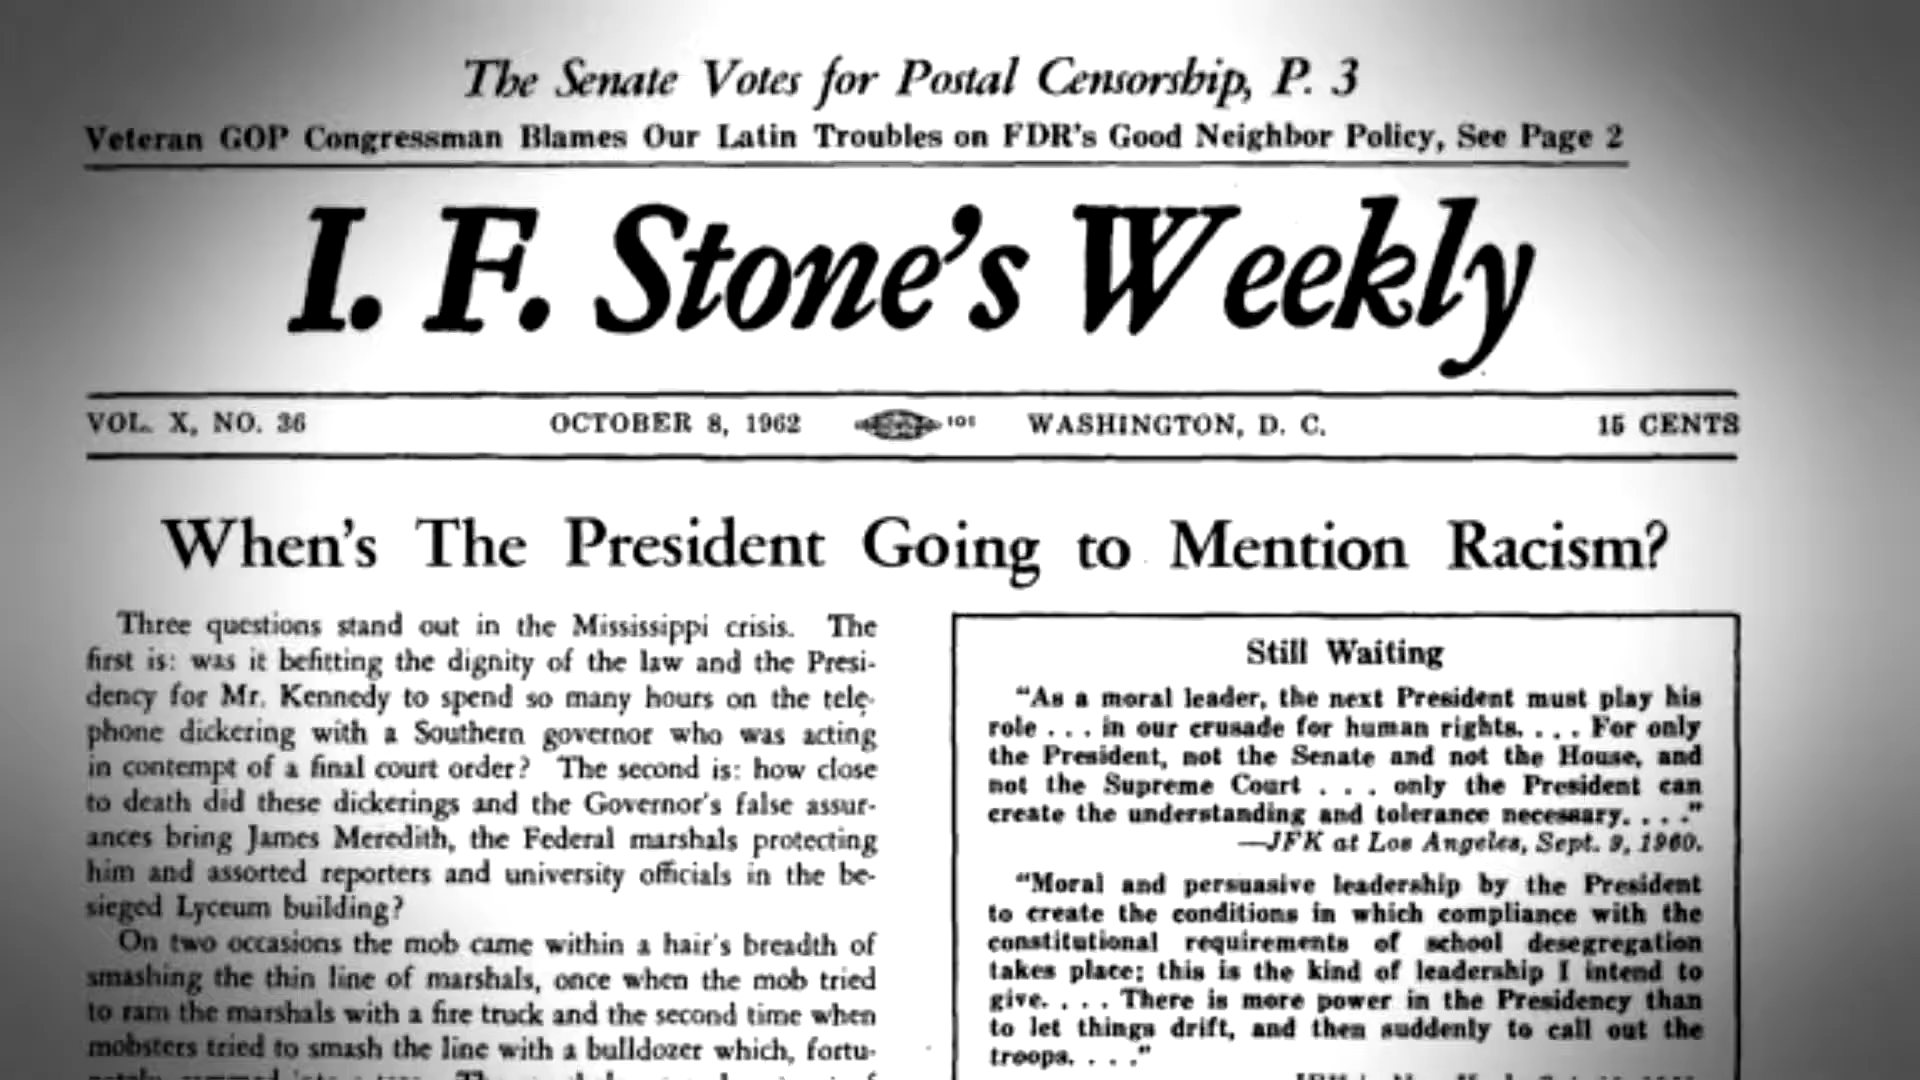 The Senate Votes for Postal Censorship, P. 3
Veteran GOP Congressman Blames Our Latin Troubles on FDR's Good Neighbor Policy, See Page 2
I. F. Stone's Weekly
VOL. X, NO. 36 OCTOBER 8, 1962 101 WASHINGTON, D. C. 15 CENTS
When's The President Going to Mention Racism?
Three questions stand out in the Mississippi crisis. The
first is: was it befitting the dignity of the law and the Presi-
dency for Mr. Kennedy to spend so many hours on the tele-
phone dickering with a Southern governor who was acting
in contempt of a final court order? The second is: how close
to death did these dickerings and the Governor's false assur-
ances bring James Meredith, the Federal marshals protecting
him and assorted reporters and university officials in the be-
sieged Lyceum building?
On two occasions the mob came within a hair's breadth of
smashing the thin line of marshals, once when the mob tried
to ram the marshals with a fire truck and the second time when
mobsters tried to smash the line with a bulldozer which, fortu-
Still Waiting
"As a moral leader, the next President must play his
role . . . in our crusade for human rights. . . . For only
the President, not the Senate and not the House, and
not the Supreme Court . . . only the President can
create the understanding and tolerance necessary. . . ."
—JFK at Los Angeles, Sept. 9, 1960.
"Moral and persuasive leadership by the President
to create the conditions in which compliance with the
constitutional requirements of school desegregation
takes place; this is the kind of leadership I intend to
give. . . . There is more power in the Presidency than
to let things drift, and then suddenly to call out the
troops. . . ."